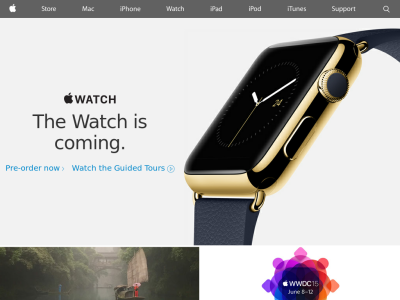 Store Mac iPhone Watch iPad iPod iTunes Support
WATCH
The Watch is
coming.
Pre-order now › Watch the Guided Tours
24
WWDC15
June 8–12